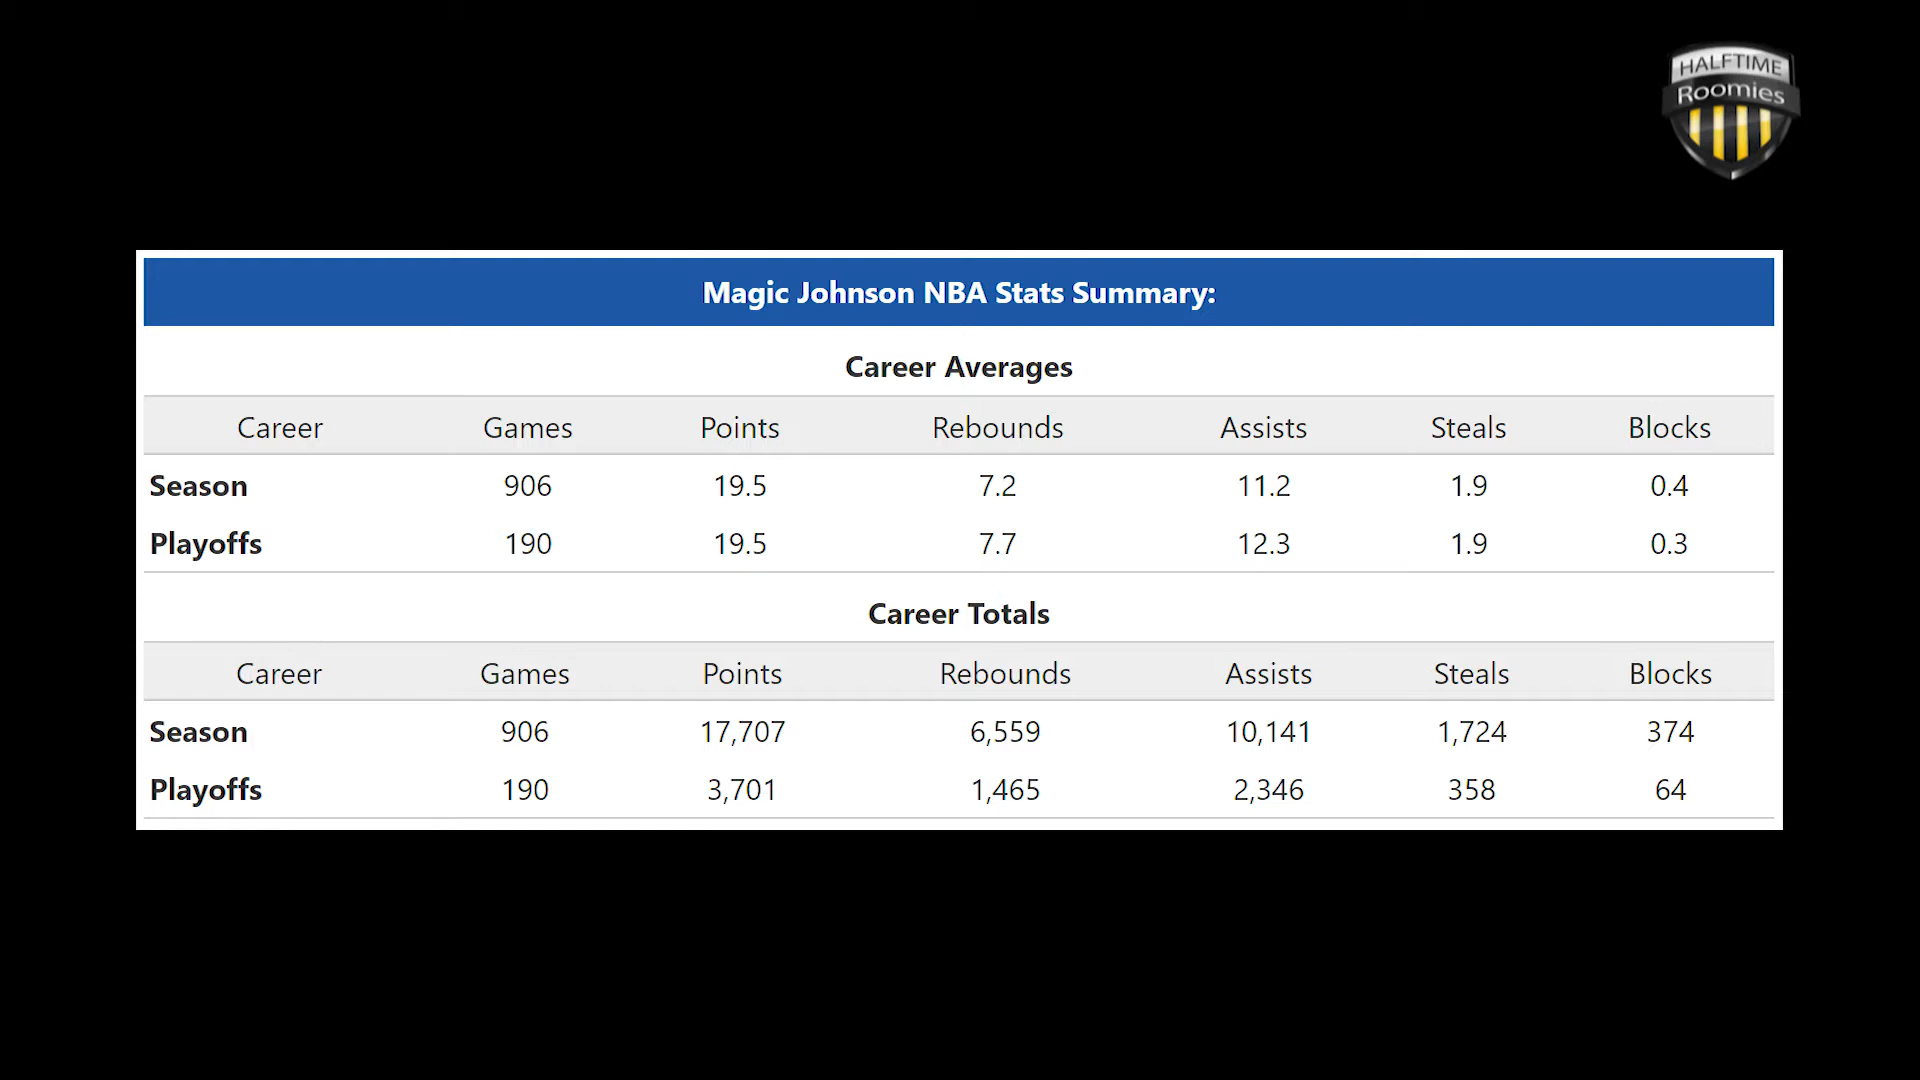 HALFTIME
Roomies
Magic Johnson NBA Stats Summary:
Career Averages
Career Games Points Rebounds Assists Steals Blocks
Season 906 19.5 7.2 11.2 1.9 0.4
Playoffs 190 19.5 7.7 12.3 1.9 0.3
Career Totals
Career Games Points Rebounds Assists Steals Blocks
Season 906 17,707 6,559 10,141 1,724 374
Playoffs 190 3,701 1,465 2,346 358 64